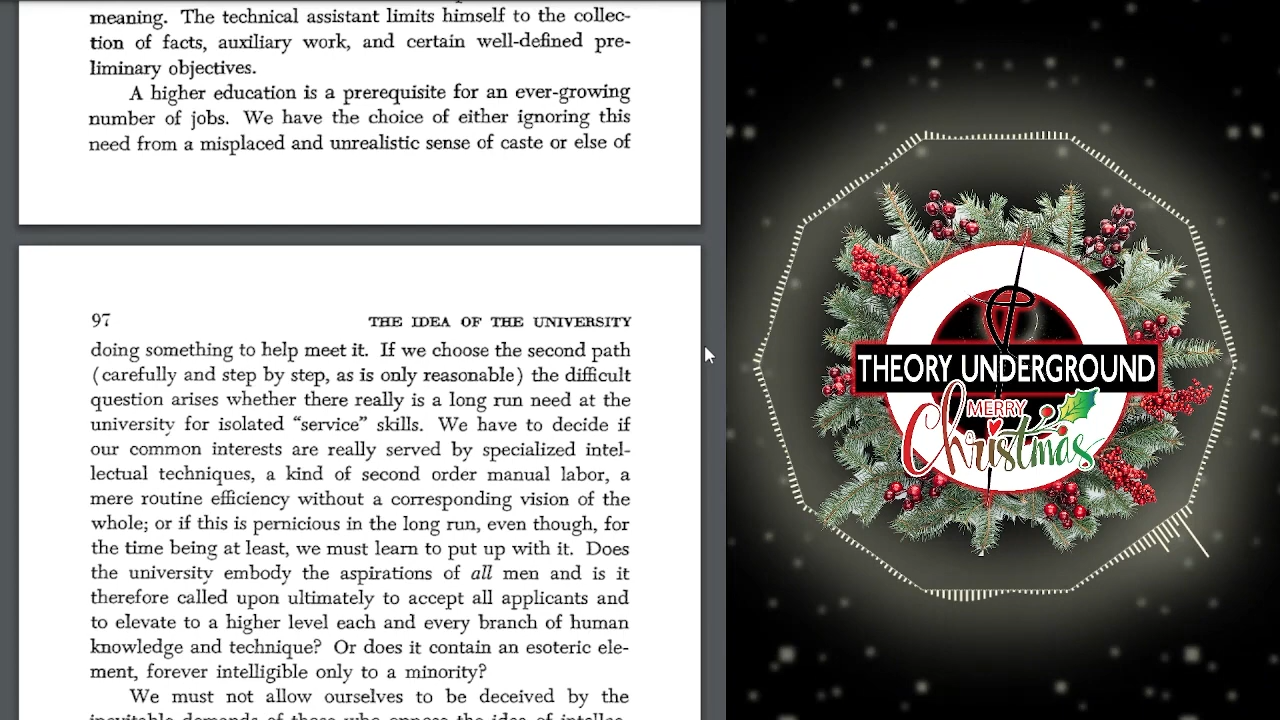 meaning. The technical assistant limits himself to the collec-
tion of facts, auxiliary work, and certain well-defined pre-
liminary objectives.
A higher education is a prerequisite for an ever-growing
number of jobs. We have the choice of either ignoring this
need from a misplaced and unrealistic sense of caste or else of
97 THE IDEA OF THE UNIVERSITY
doing something to help meet it. If we choose the second path
(carefully and step by step, as is only reasonable) the difficult
question arises whether there really is a long run need at the
university for isolated “service” skills. We have to decide if
our common interests are really served by specialized intel-
lectual techniques, a kind of second order manual labor, a
mere routine efficiency without a corresponding vision of the
whole; or if this is pernicious in the long run, even though, for
the time being at least, we must learn to put up with it. Does
the university embody the aspirations of all men and is it
therefore called upon ultimately to accept all applicants and
to elevate to a higher level each and every branch of human
knowledge and technique? Or does it contain an esoteric ele-
ment, forever intelligible only to a minority?
We must not allow ourselves to be deceived by the
inevitable demands of those who oppose the idea of intellec-
THEORY UNDERGROUND
MERRY
Christmas